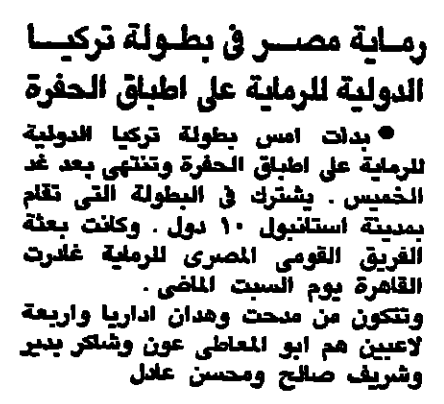 رماية مصر في بطولة تركيا
الدولية للرماية على اطباق الحفرة
● بدات امس بطولة تركيا الدولية
للرماية على اطباق الحفرة وتنتهى بعد غد
الخميس . يشترك في البطولة التى تقام
بمدينة استانبول ١٠ دول . وكانت بعثة
الفريق القومى المصرى للرماية غادرت
القاهرة يوم السبت الماضى .
وتتكون من مدحت وهدان اداريا واربعة
لاعبين هم ابو المعاطى عون وشاكر بدير
وشريف صالح ومحسن عادل